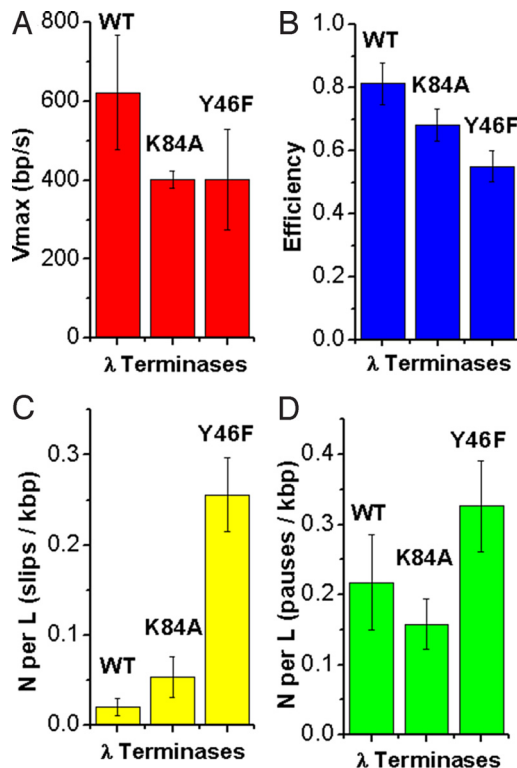 A
800
600
400
200
0
Vmax (bp/s)
WT
K84A
Y46F
λ Terminases
B
1.0
0.8
0.6
0.4
0.2
0.0
Efficiency
WT
K84A
Y46F
λ Terminases
C
0.3
0.2
0.1
0.0
N per L (slips / kbp)
WT
K84A
Y46F
λ Terminases
D
0.4
0.3
0.2
0.1
0.0
N per L (pauses / kbp)
WT
K84A
Y46F
λ Terminases